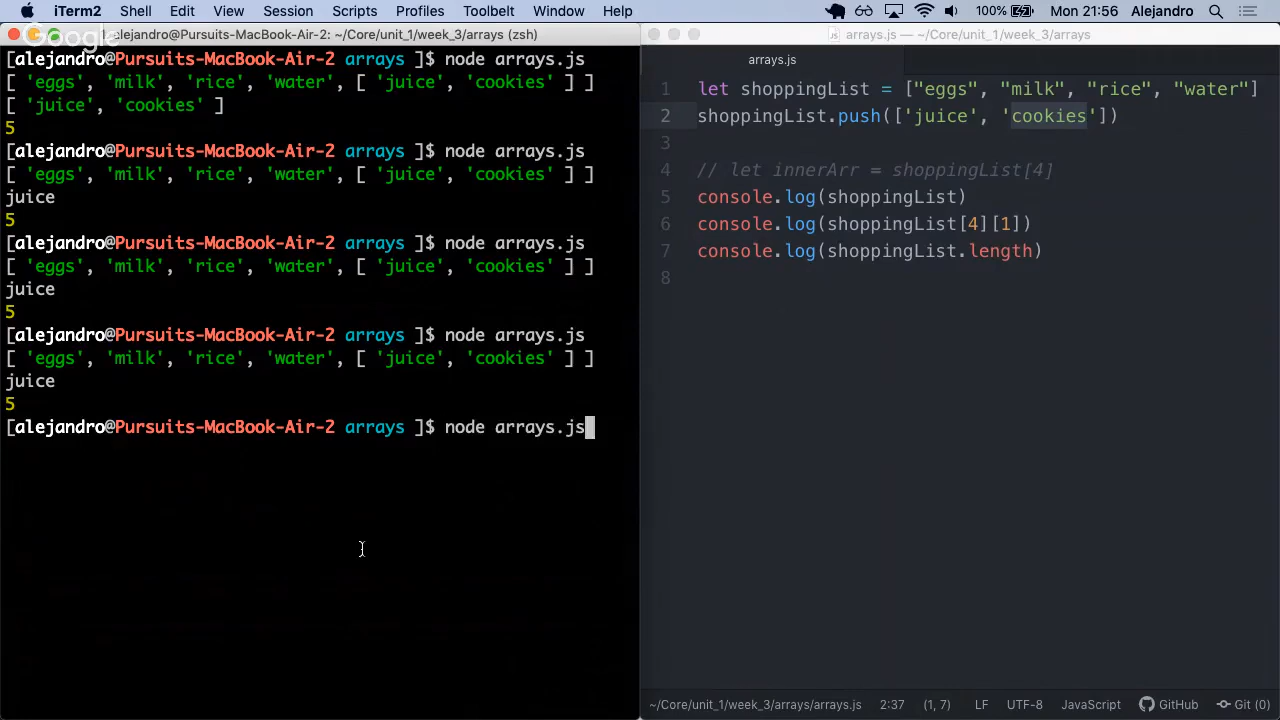 iTerm2 Shell Edit View Session Scripts Profiles Toolbelt Window Help 100% Mon 21:56 Alejandro
Google
1. alejandro@Pursuits-MacBook-Air-2: ~/Core/unit_1/week_3/arrays (zsh)
[alejandro@Pursuits-MacBook-Air-2 arrays ]$ node arrays.js
[ 'eggs', 'milk', 'rice', 'water', [ 'juice', 'cookies' ] ]
[ 'juice', 'cookies' ]
5
[alejandro@Pursuits-MacBook-Air-2 arrays ]$ node arrays.js
[ 'eggs', 'milk', 'rice', 'water', [ 'juice', 'cookies' ] ]
juice
5
[alejandro@Pursuits-MacBook-Air-2 arrays ]$ node arrays.js
[ 'eggs', 'milk', 'rice', 'water', [ 'juice', 'cookies' ] ]
juice
5
[alejandro@Pursuits-MacBook-Air-2 arrays ]$ node arrays.js
[ 'eggs', 'milk', 'rice', 'water', [ 'juice', 'cookies' ] ]
juice
5
[alejandro@Pursuits-MacBook-Air-2 arrays ]$ node arrays.js
arrays.js — ~/Core/unit_1/week_3/arrays
arrays.js
1 let shoppingList = ["eggs", "milk", "rice", "water"]
2 shoppingList.push(['juice', 'cookies'])
3
4 // let innerArr = shoppingList[4]
5 console.log(shoppingList)
6 console.log(shoppingList[4][1])
7 console.log(shoppingList.length)
8
~/Core/unit_1/week_3/arrays/arrays.js 2:37 (1, 7) LF UTF-8 JavaScript GitHub Git (0)